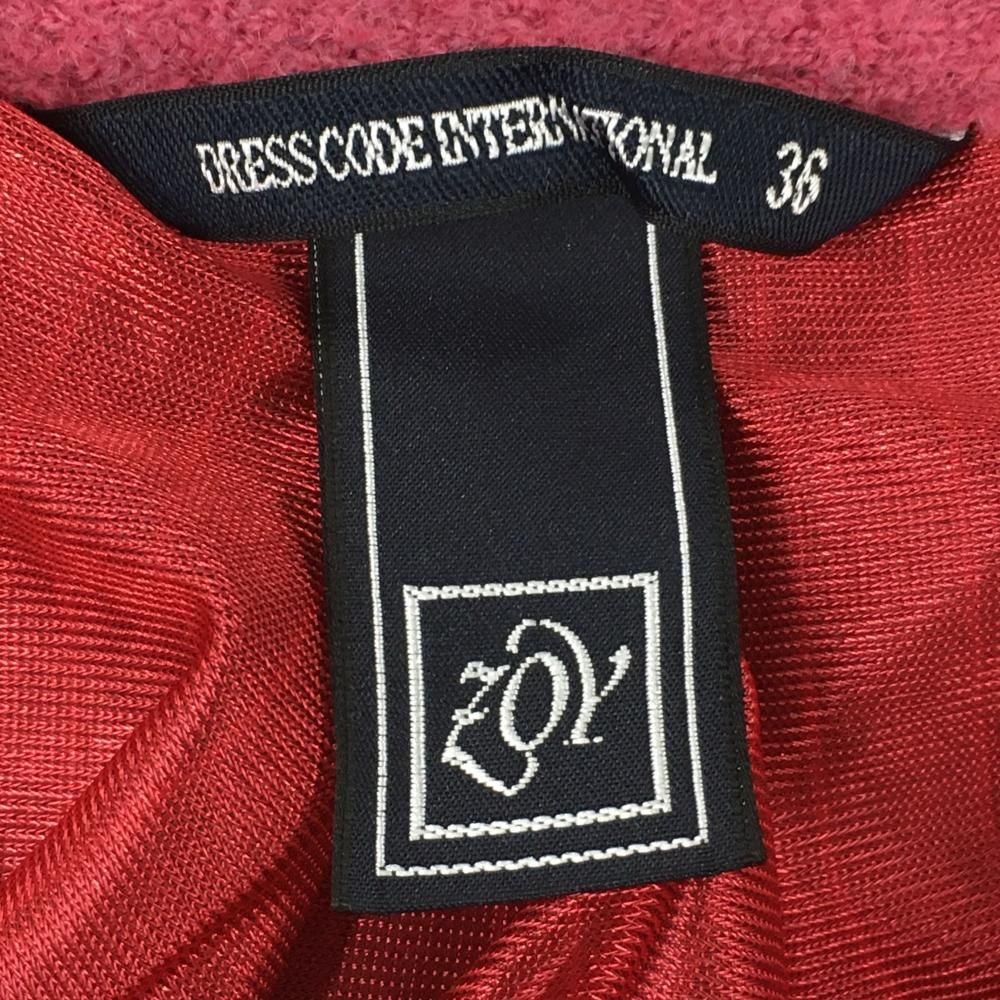 DRESS CODE INTERNATIONAL 36
ZOY